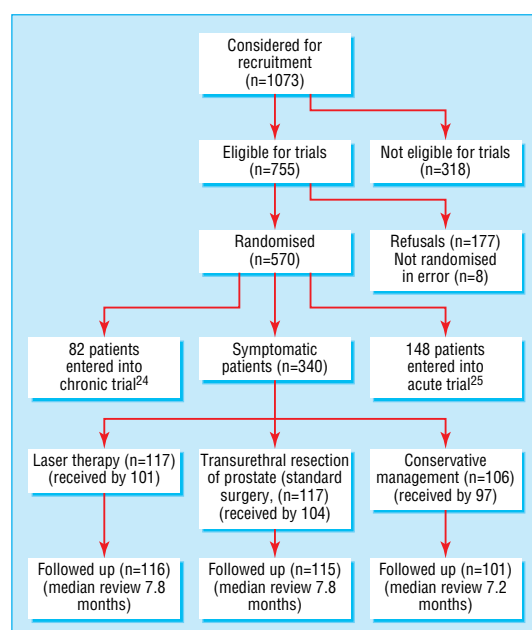 Considered for
recruitment
(n=1073)
Eligible for trials
(n=755)
Not eligible for trials
(n=318)
Randomised
(n=570)
Refusals (n=177)
Not randomised
in error (n=8)
82 patients
entered into
chronic trial24
Symptomatic
patients (n=340)
148 patients
entered into
acute trial25
Laser therapy (n=117)
(received by 101)
Transurethral resection
of prostate (standard
surgery, (n=117)
(received by 104)
Conservative
management (n=106)
(received by 97)
Followed up (n=116)
(median review 7.8
months)
Followed up (n=115)
(median review 7.8
months)
Followed up (n=101)
(median review 7.2
months)